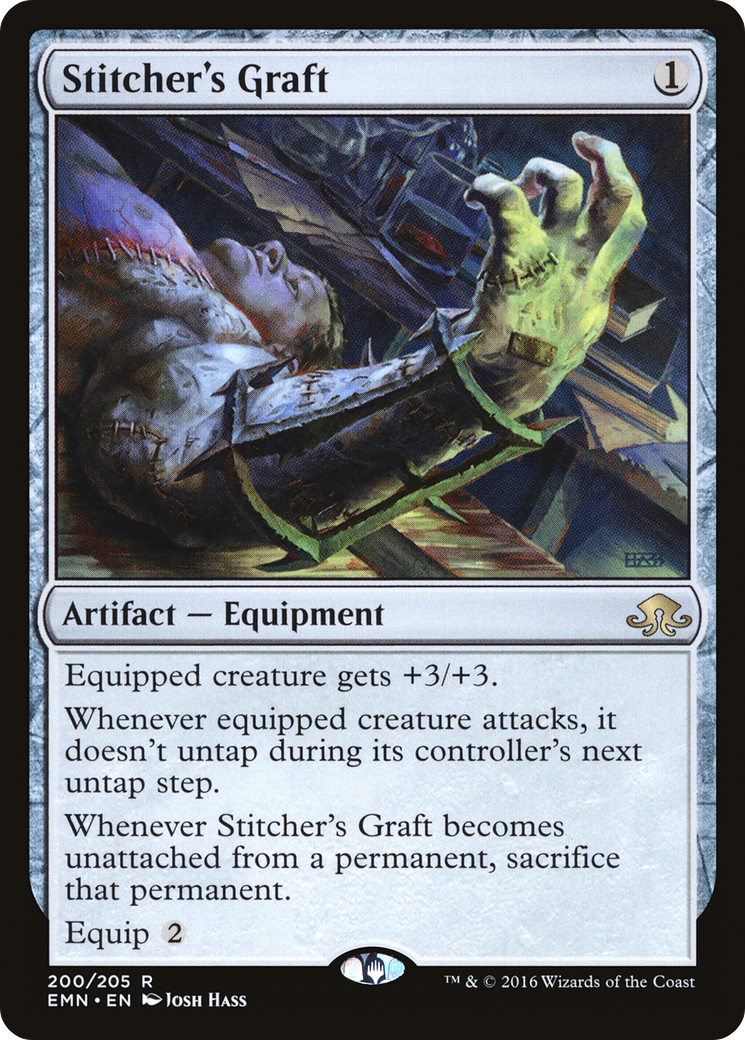 Stitcher's Graft 1
HASS
Artifact — Equipment
Equipped creature gets +3/+3.
Whenever equipped creature attacks, it
doesn't untap during its controller's next
untap step.
Whenever Stitcher's Graft becomes
unattached from a permanent, sacrifice
that permanent.
Equip 2
200/205 R
EMN • EN Josh Hass
™ & © 2016 Wizards of the Coast